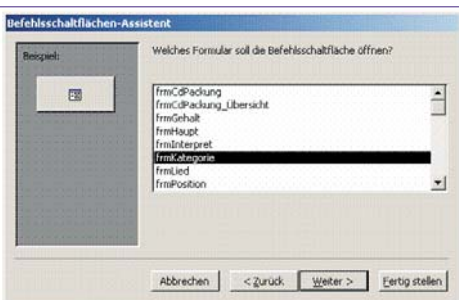 Befehlsschaltflächen-Assistent
Beispiel:
Welches Formular soll die Befehlsschaltfläche öffnen?
frmCdPackung
frmCdPackung_Übersicht
frmGehalt
frmHaupt
frmInterpret
frmKategorie
frmLied
frmPosition
Abbrechen
< Zurück
Weiter >
Fertig stellen